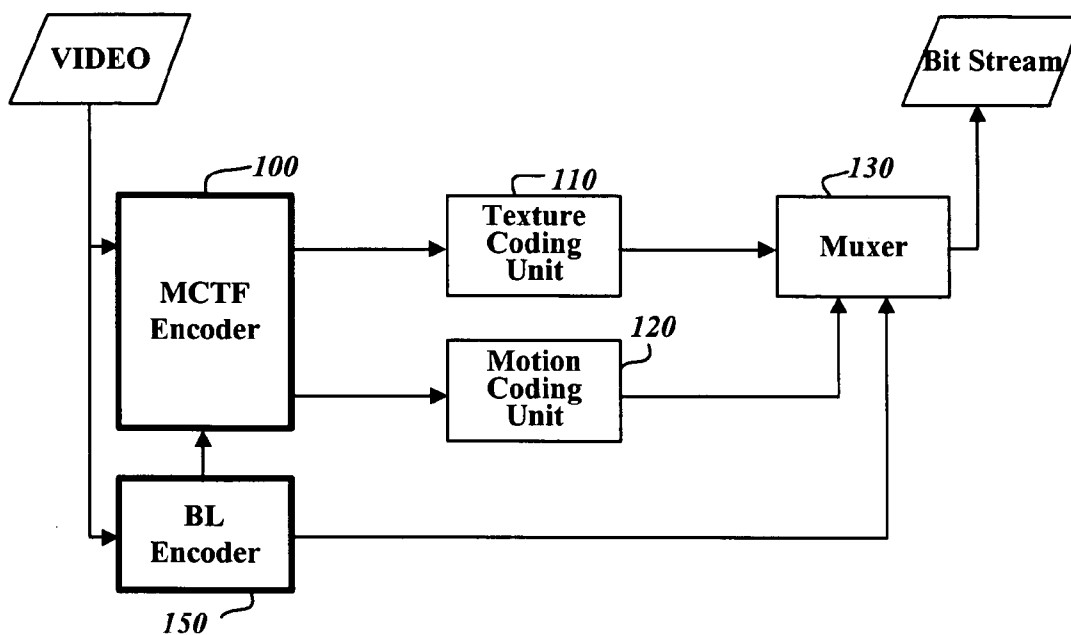 VIDEO
Bit Stream
100
MCTF
Encoder
110
Texture
Coding
Unit
130
Muxer
120
Motion
Coding
Unit
BL
Encoder
150